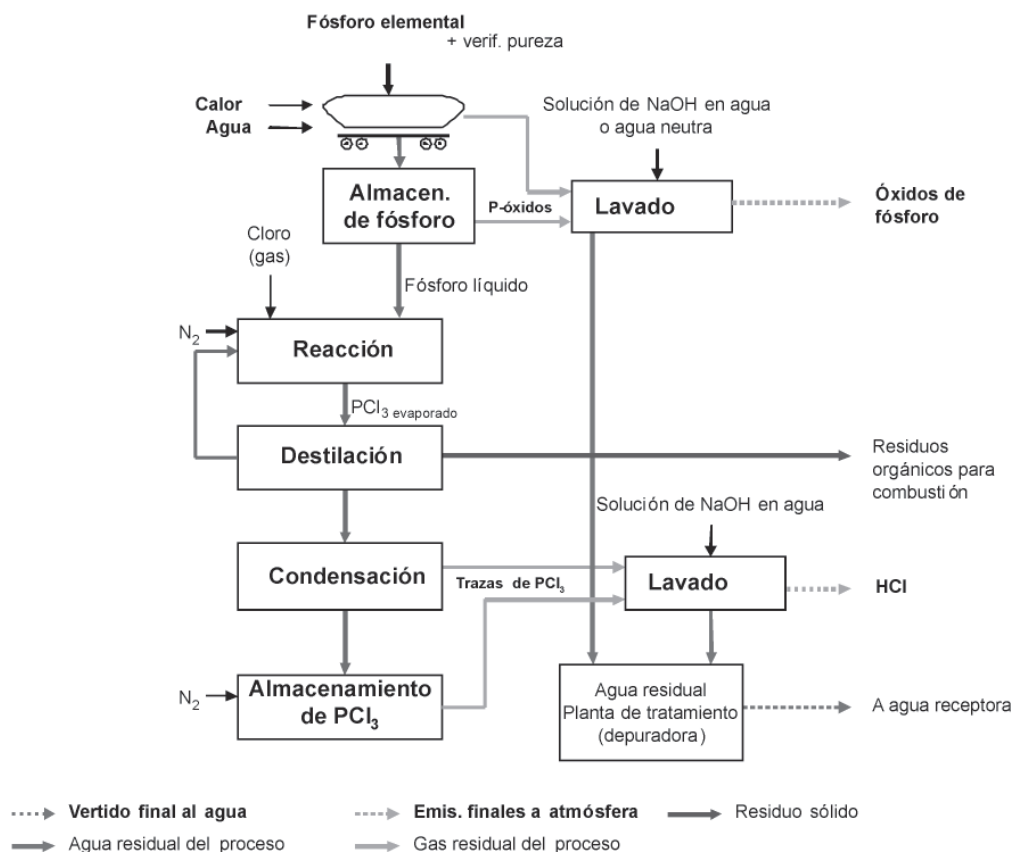 Fósforo elemental
+ verif. pureza
Calor
Agua
Solución de NaOH en agua
o agua neutra
Almacen.
de fósforo
P-óxidos
Lavado
Óxidos de
fósforo
Cloro
(gas)
Fósforo líquido
N2
Reacción
PCl3 evaporado
Destilación
Residuos
orgánicos para
combustión
Solución de NaOH en agua
Condensación
Trazas de PCl3
Lavado
HCl
N2
Almacenamiento
de PCl3
Agua residual
Planta de tratamiento
(depuradora)
A agua receptora
Vertido final al agua
Emis. finales a atmósfera
Residuo sólido
Agua residual del proceso
Gas residual del proceso